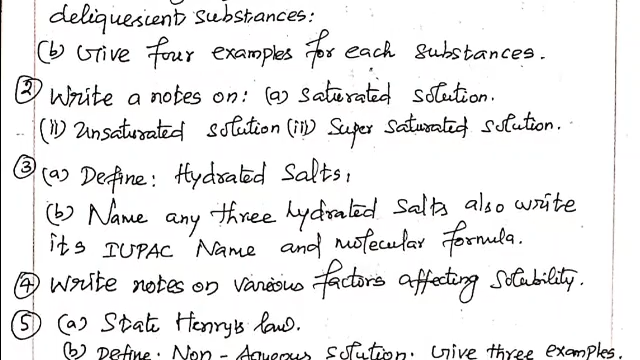 deliquescent substances:
(b) Give four examples for each substances.
② Write a notes on: (a) Saturated solution.
(ii) Unsaturated solution (iii) Super saturated solution.
③ (a) Define: Hydrated Salts,
(b) Name any three hydrated salts also write
its IUPAC Name and molecular formula.
④ Write notes on various factors affecting Solubility.
⑤ (a) State Henry's law.
(b) Define. Non-Aqueous solution. Give three examples.